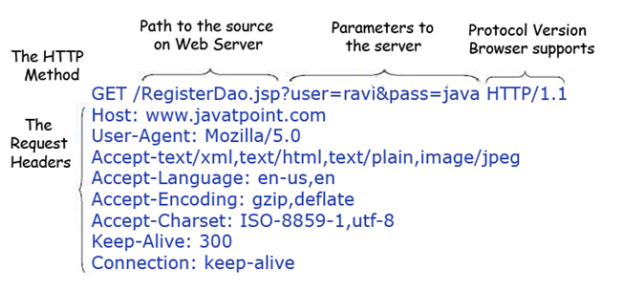 Path to the source
on Web Server
Parameters to
the server
Protocol Version
Browser supports
The HTTP
Method
GET /RegisterDao.jsp?user=ravi&pass=java HTTP/1.1
The
Request
Headers
Host: www.javatpoint.com
User-Agent: Mozilla/5.0
Accept-text/xml,text/html,text/plain,image/jpeg
Accept-Language: en-us,en
Accept-Encoding: gzip,deflate
Accept-Charset: ISO-8859-1,utf-8
Keep-Alive: 300
Connection: keep-alive